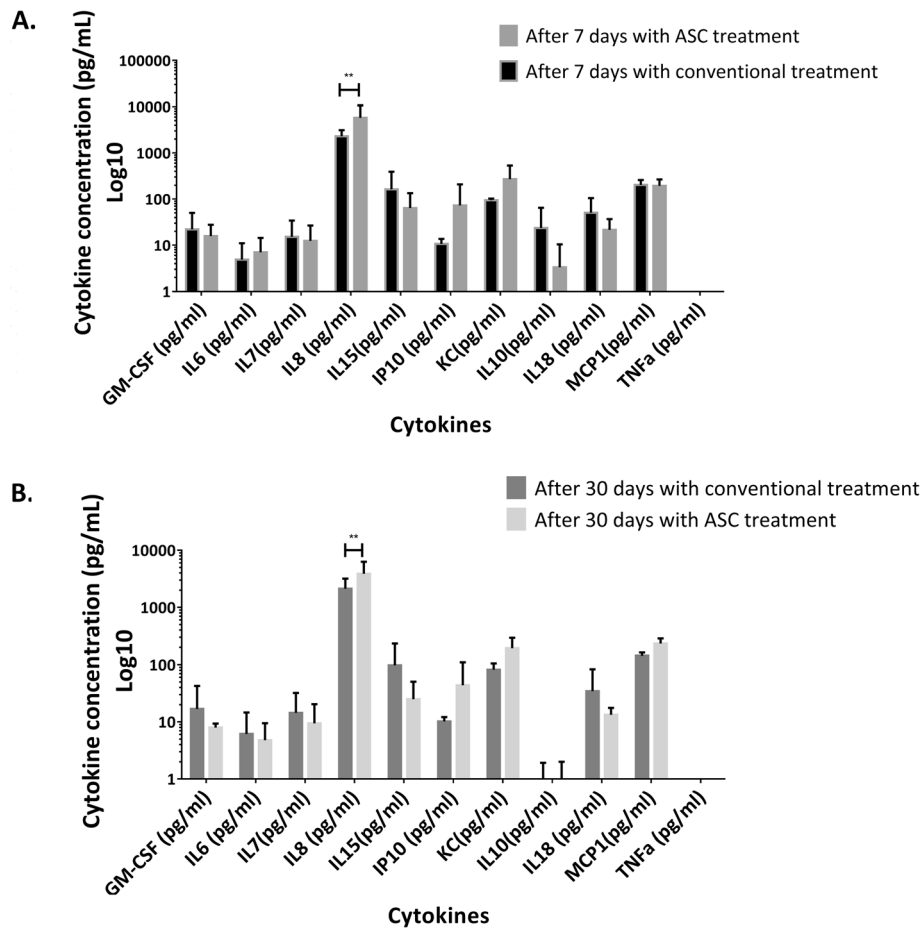 A.
After 7 days with ASC treatment
After 7 days with conventional treatment
Cytokine concentration (pg/mL)
Log10
100000
10000
1000
100
10
1
**
GM-CSF (pg/ml)
IL6 (pg/ml)
IL7(pg/ml)
IL8 (pg/ml)
IL15(pg/ml)
IP10 (pg/ml)
KC(pg/ml)
IL10(pg/ml)
IL18 (pg/ml)
MCP1(pg/ml)
TNFa (pg/ml)
Cytokines
B.
After 30 days with conventional treatment
After 30 days with ASC treatment
Cytokine concentration (pg/mL)
Log10
10000
1000
100
10
1
**
GM-CSF (pg/ml)
IL6 (pg/ml)
IL7(pg/ml)
IL8 (pg/ml)
IL15(pg/ml)
IP10 (pg/ml)
KC(pg/ml)
IL10(pg/ml)
IL18 (pg/ml)
MCP1(pg/ml)
TNFa (pg/ml)
Cytokines